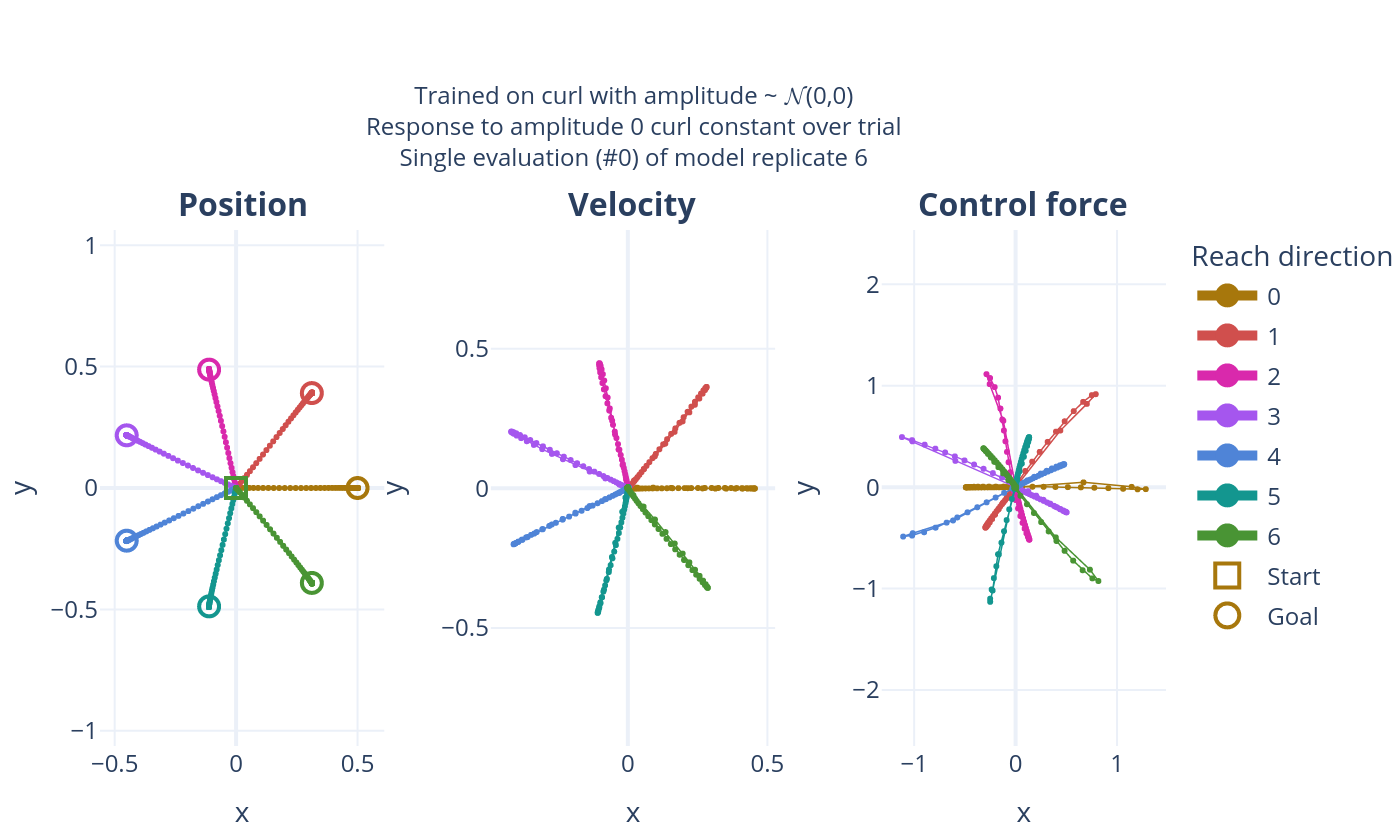 Trained on curl with amplitude ~ 𝒩(0,0)
Response to amplitude 0 curl constant over trial
Single evaluation (#0) of model replicate 6
Position
Velocity
Control force
1
0.5
0
−0.5
−1
y
−0.5
0
0.5
x
0.5
0
−0.5
y
0
0.5
x
2
1
0
−1
−2
y
−1
0
1
x
Reach direction
0
1
2
3
4
5
6
Start
Goal